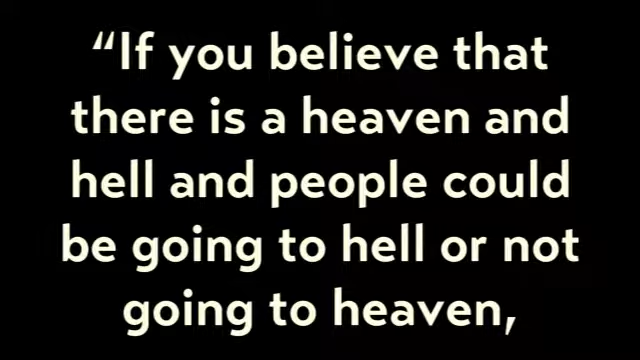 “If you believe that
there is a heaven and
hell and people could
be going to hell or not
going to heaven,